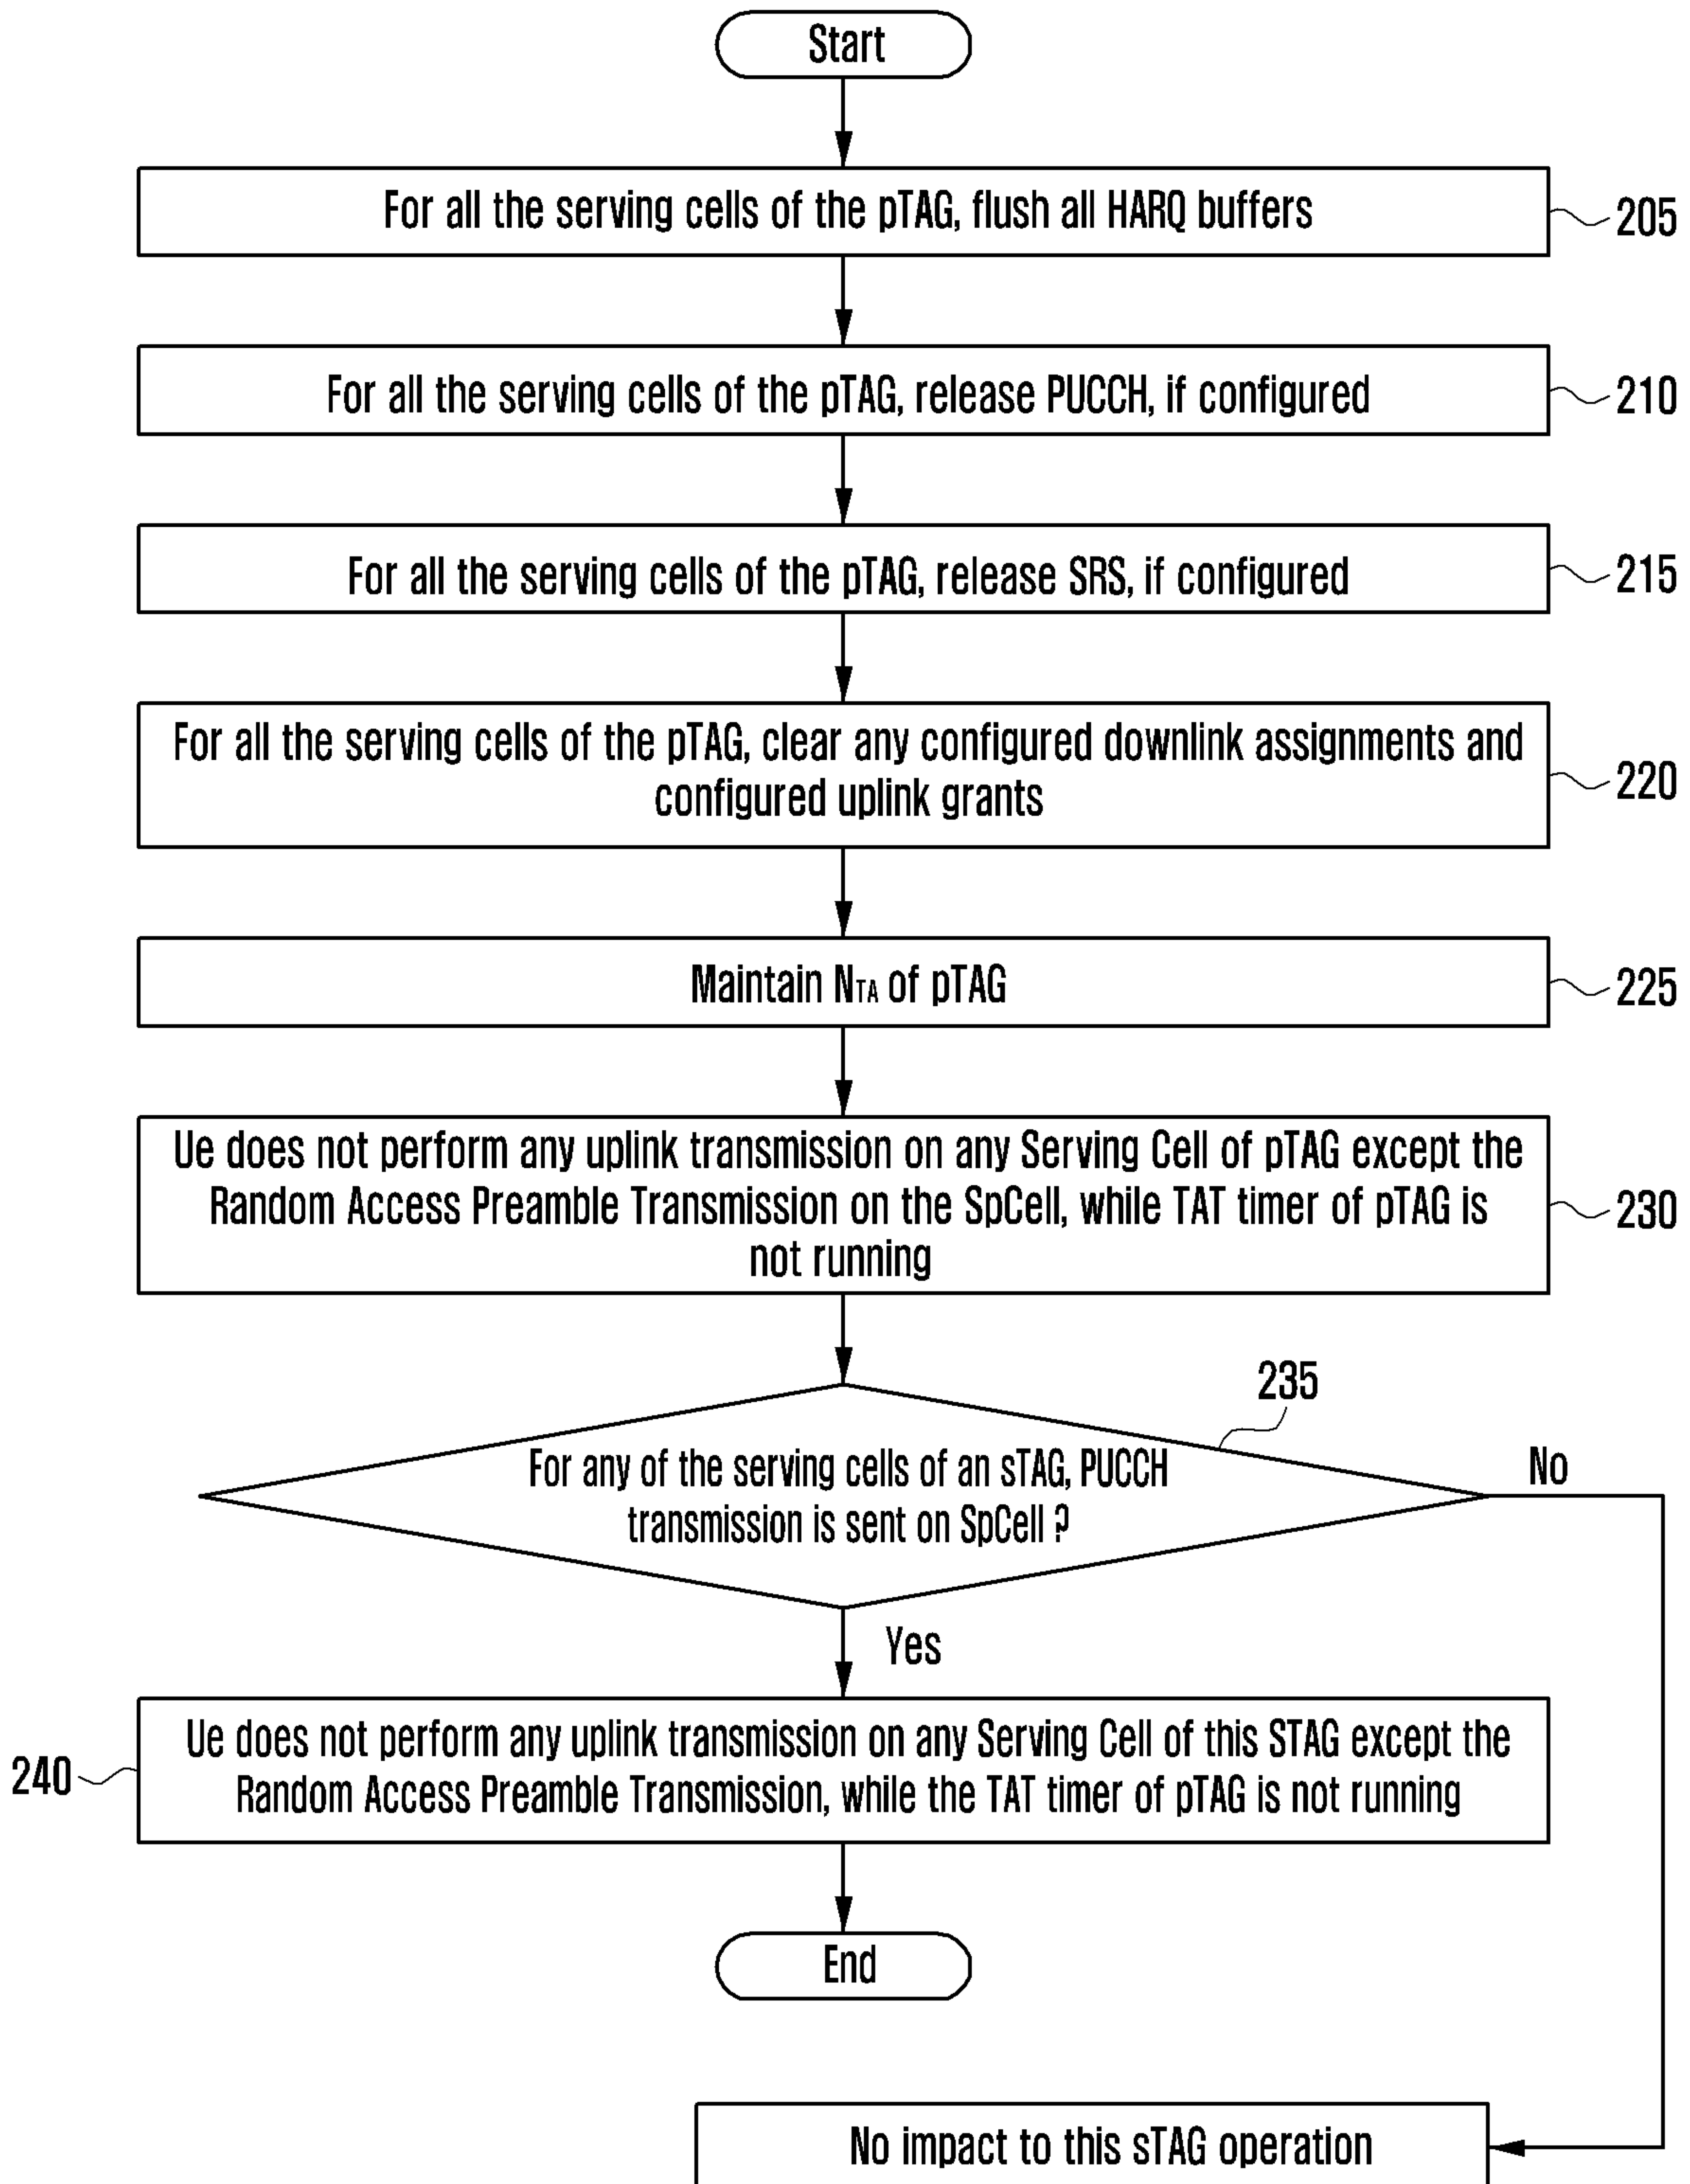 Start
For all the serving cells of the pTAG, flush all HARQ buffers
205
For all the serving cells of the pTAG, release PUCCH, if configured
210
For all the serving cells of the pTAG, release SRS, if configured
215
For all the serving cells of the pTAG, clear any configured downlink assignments and
configured uplink grants
220
Maintain NTA of pTAG
225
Ue does not perform any uplink transmission on any Serving Cell of pTAG except the
Random Access Preamble Transmission on the SpCell, while TAT timer of pTAG is
not running
230
235
For any of the serving cells of an sTAG, PUCCH
transmission is sent on SpCell ?
No
Yes
Ue does not perform any uplink transmission on any Serving Cell of this STAG except the
Random Access Preamble Transmission, while the TAT timer of pTAG is not running
240
End
No impact to this sTAG operation